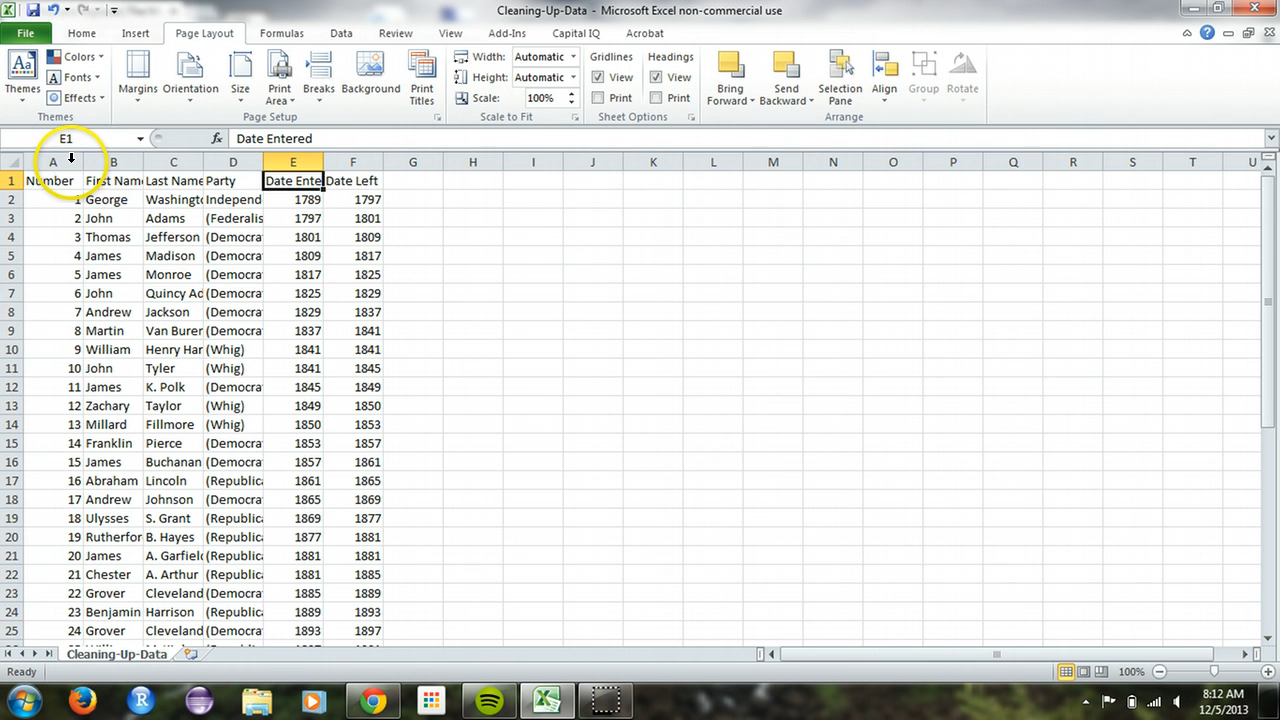 Cleaning-Up-Data - Microsoft Excel non-commercial use
File Home Insert Page Layout Formulas Data Review View Add-Ins Capital IQ Acrobat
Themes Colors Fonts Effects Margins Orientation Size Print Area Breaks Background Print Titles Width: Automatic Height: Automatic Scale: 100% Gridlines View Print Headings View Print Bring Forward Send Backward Selection Pane Align Group Rotate
Themes Page Setup Scale to Fit Sheet Options Arrange
E1 fx Date Entered
A B C D E F G H I J K L M N O P Q R S T U
1 Number First Name Last Name Party Date Ente Date Left
2 1 George Washingto Independ 1789 1797
3 2 John Adams (Federalis 1797 1801
4 3 Thomas Jefferson (Democra 1801 1809
5 4 James Madison (Democra 1809 1817
6 5 James Monroe (Democra 1817 1825
7 6 John Quincy Ad (Democra 1825 1829
8 7 Andrew Jackson (Democra 1829 1837
9 8 Martin Van Buren (Democra 1837 1841
10 9 William Henry Har (Whig) 1841 1841
11 10 John Tyler (Whig) 1841 1845
12 11 James K. Polk (Democra 1845 1849
13 12 Zachary Taylor (Whig) 1849 1850
14 13 Millard Fillmore (Whig) 1850 1853
15 14 Franklin Pierce (Democra 1853 1857
16 15 James Buchanan (Democra 1857 1861
17 16 Abraham Lincoln (Republica 1861 1865
18 17 Andrew Johnson (Democra 1865 1869
19 18 Ulysses S. Grant (Republica 1869 1877
20 19 Rutherfor B. Hayes (Republica 1877 1881
21 20 James A. Garfield (Republica 1881 1881
22 21 Chester A. Arthur (Republica 1881 1885
23 22 Grover Cleveland (Democra 1885 1889
24 23 Benjamin Harrison (Republica 1889 1893
25 24 Grover Cleveland (Democra 1893 1897
Cleaning-Up-Data
Ready 100%
8:12 AM
12/5/2013